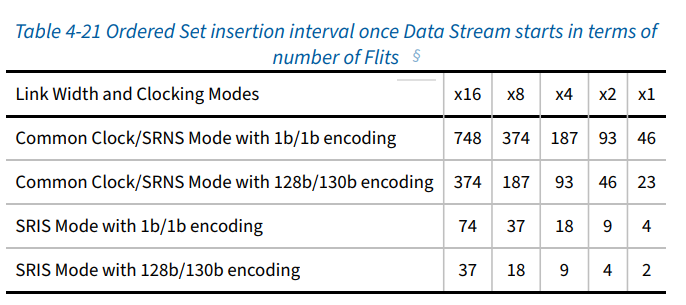 Table 4-21 Ordered Set insertion interval once Data Stream starts in terms of
number of Flits §
Link Width and Clocking Modes x16 x8 x4 x2 x1
Common Clock/SRNS Mode with 1b/1b encoding 748 374 187 93 46
Common Clock/SRNS Mode with 128b/130b encoding 374 187 93 46 23
SRIS Mode with 1b/1b encoding 74 37 18 9 4
SRIS Mode with 128b/130b encoding 37 18 9 4 2